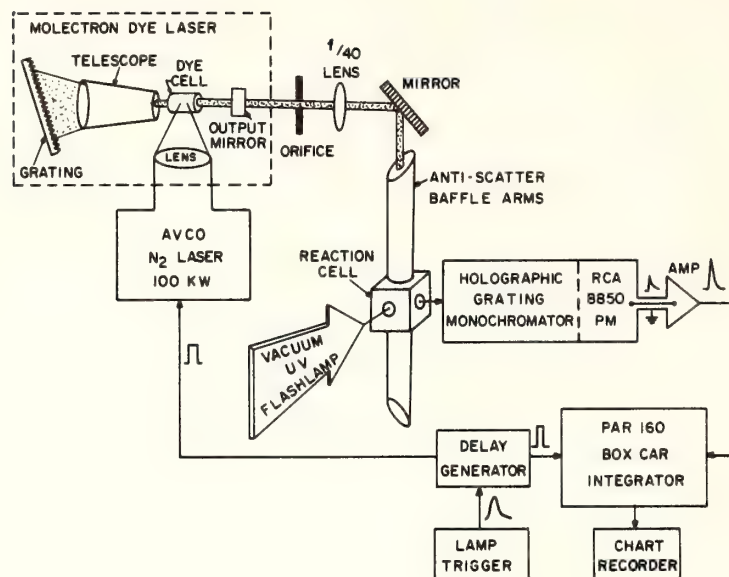 MOLECTRON DYE LASER
TELESCOPE
DYE
CELL
f/40
LENS
MIRROR
GRATING
OUTPUT
MIRROR
ORIFICE
LENS
ANTI-SCATTER
BAFFLE ARMS
AVCO
N2 LASER
100 KW
REACTION
CELL
HOLOGRAPHIC
GRATING
MONOCHROMATOR
RCA
8850
PM
AMP
VACUUM
UV
FLASHLAMP
DELAY
GENERATOR
PAR 160
BOX CAR
INTEGRATOR
LAMP
TRIGGER
CHART
RECORDER